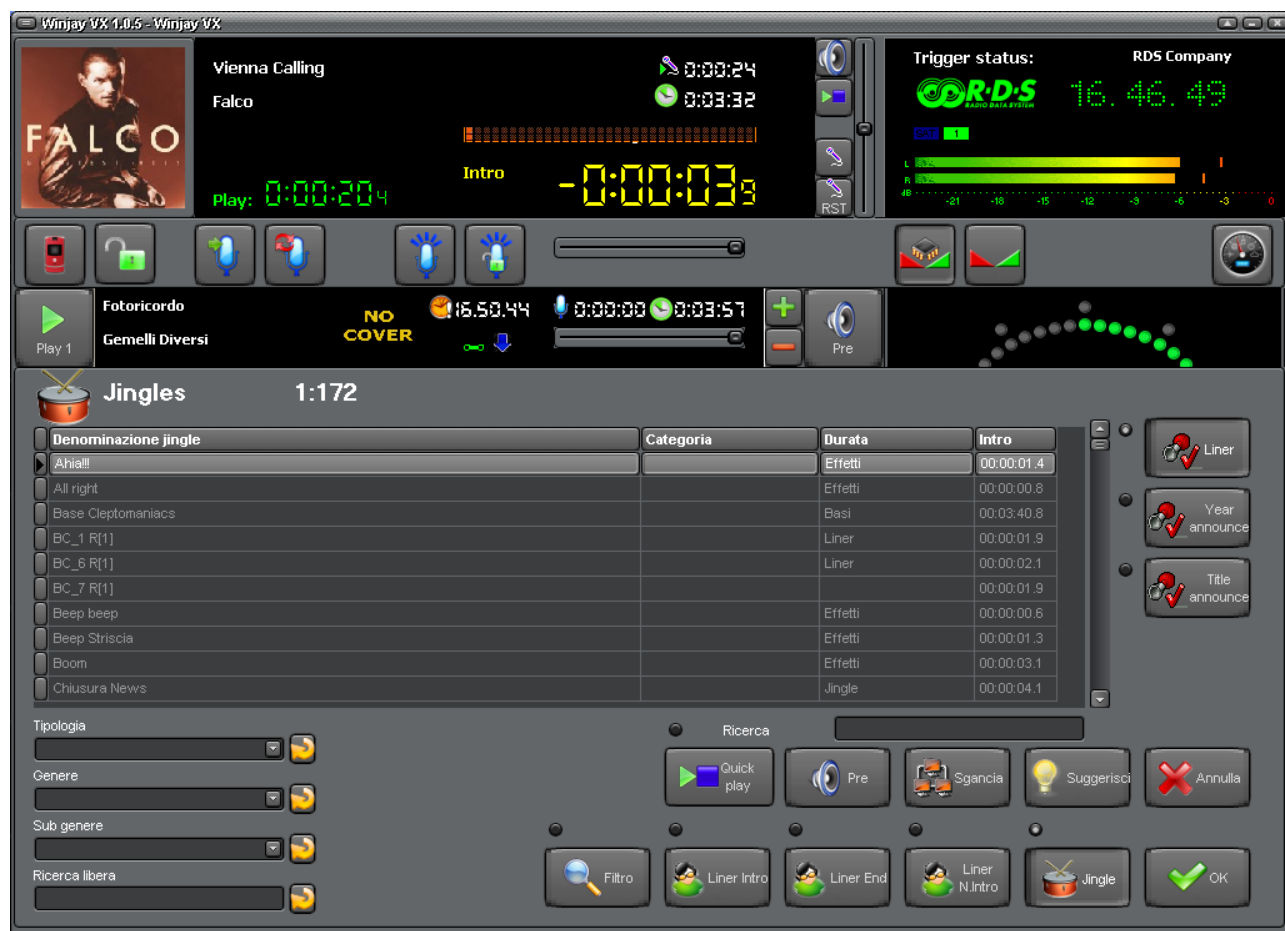 Winjay VX 1.0.5 - Winjay VX
FALCO
Vienna Calling
Falco
0:00:24
0:03:32
Intro
Play: 0:00:204
-0:00:039
RST
Trigger status:
RDS Company
R·D·S
RADIO DATA SYSTEM
16.46.49
SAT 1
L
R
dB -21 -18 -15 -12 -9 -6 -3 0
Play 1
Fotoricordo
Gemelli Diversi
NO
COVER
16.50.44
0:00:00
0:03:57
Pre
Jingles 1:172
Denominazione jingle Categoria Durata Intro
Ahia!!! Effetti 00:00:01.4
All right Effetti 00:00:00.8
Base Cleptomaniacs Basi 00:03:40.8
BC_1 R[1] Liner 00:00:01.9
BC_6 R[1] Liner 00:00:02.1
BC_7 R[1] 00:00:01.9
Beep beep Effetti 00:00:00.6
Beep Striscia Effetti 00:00:01.3
Boom Effetti 00:00:03.1
Chiusura News Jingle 00:00:04.1
Liner
Year
announce
Title
announce
Tipologia
Genere
Sub genere
Ricerca libera
Ricerca
Quick
play
Pre
Sgancia
Suggerisci
Annulla
Filtro
Liner Intro
Liner End
Liner
N.Intro
Jingle
OK